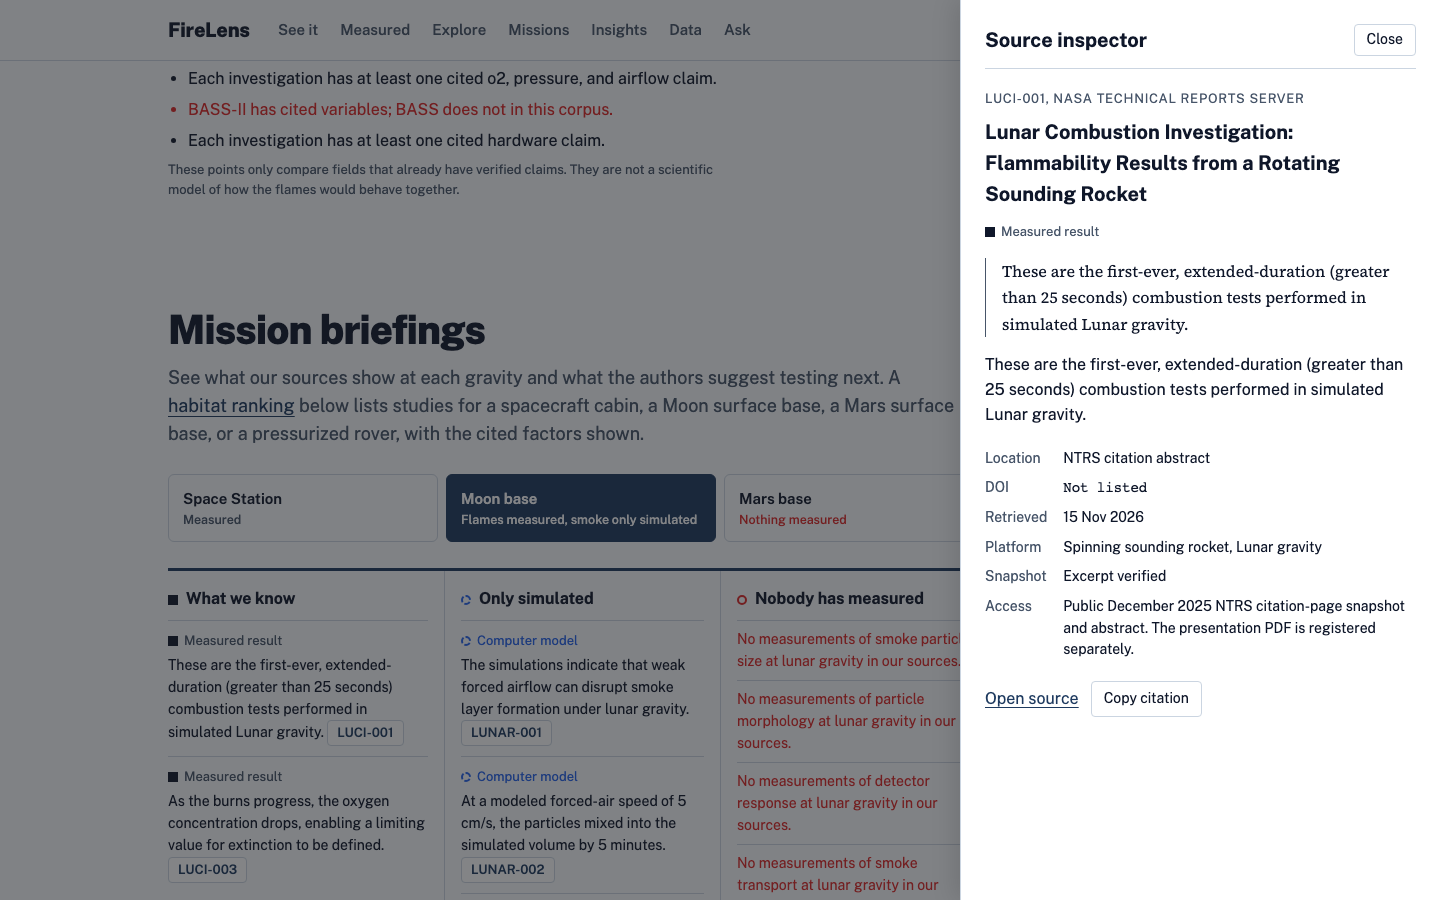 FireLens
See it
Measured
Explore
Missions
Insights
Data
Ask
Each investigation has at least one cited o2, pressure, and airflow claim.
BASS-II has cited variables; BASS does not in this corpus.
Each investigation has at least one cited hardware claim.
These points only compare fields that already have verified claims. They are not a scientific
model of how the flames would behave together.
Mission briefings
See what our sources show at each gravity and what the authors suggest testing next. A
habitat ranking below lists studies for a spacecraft cabin, a Moon surface base, a Mars surface
base, or a pressurized rover, with the cited factors shown.
Space Station
Measured
Moon base
Flames measured, smoke only simulated
Mars base
Nothing measured
What we know
Measured result
These are the first-ever, extended-
duration (greater than 25 seconds)
combustion tests performed in
simulated Lunar gravity. LUCI-001
Measured result
As the burns progress, the oxygen
concentration drops, enabling a limiting
value for extinction to be defined.
LUCI-003
Only simulated
Computer model
The simulations indicate that weak
forced airflow can disrupt smoke
layer formation under lunar gravity.
LUNAR-001
Computer model
At a modeled forced-air speed of 5
cm/s, the particles mixed into the
simulated volume by 5 minutes.
LUNAR-002
Nobody has measured
No measurements of smoke partic
size at lunar gravity in our sources.
No measurements of particle
morphology at lunar gravity in our
sources.
No measurements of detector
response at lunar gravity in our
sources.
No measurements of smoke
transport at lunar gravity in our
Source inspector
Close
LUCI-001, NASA TECHNICAL REPORTS SERVER
Lunar Combustion Investigation:
Flammability Results from a Rotating
Sounding Rocket
Measured result
These are the first-ever, extended-duration (greater
than 25 seconds) combustion tests performed in
simulated Lunar gravity.
These are the first-ever, extended-duration (greater than
25 seconds) combustion tests performed in simulated
Lunar gravity.
Location NTRS citation abstract
DOI Not listed
Retrieved 15 Nov 2026
Platform Spinning sounding rocket, Lunar gravity
Snapshot Excerpt verified
Access Public December 2025 NTRS citation-page snapshot
and abstract. The presentation PDF is registered
separately.
Open source
Copy citation